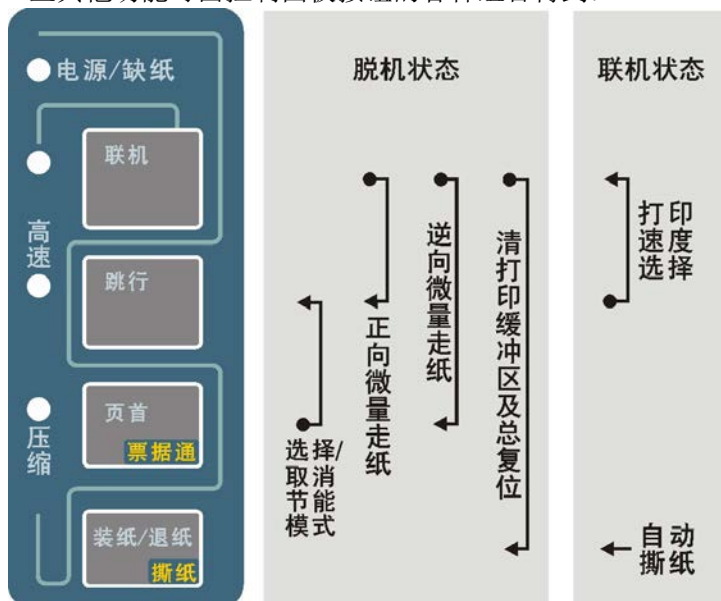 电源/缺纸
联机
高速
跳行
页首
票据通
压缩
装纸/退纸
撕纸
脱机状态
选择/
取消
节能
模式
正向微量走纸
逆向微量走纸
清打印缓冲区及总复位
联机状态
打印
速度
选择
自动
撕纸